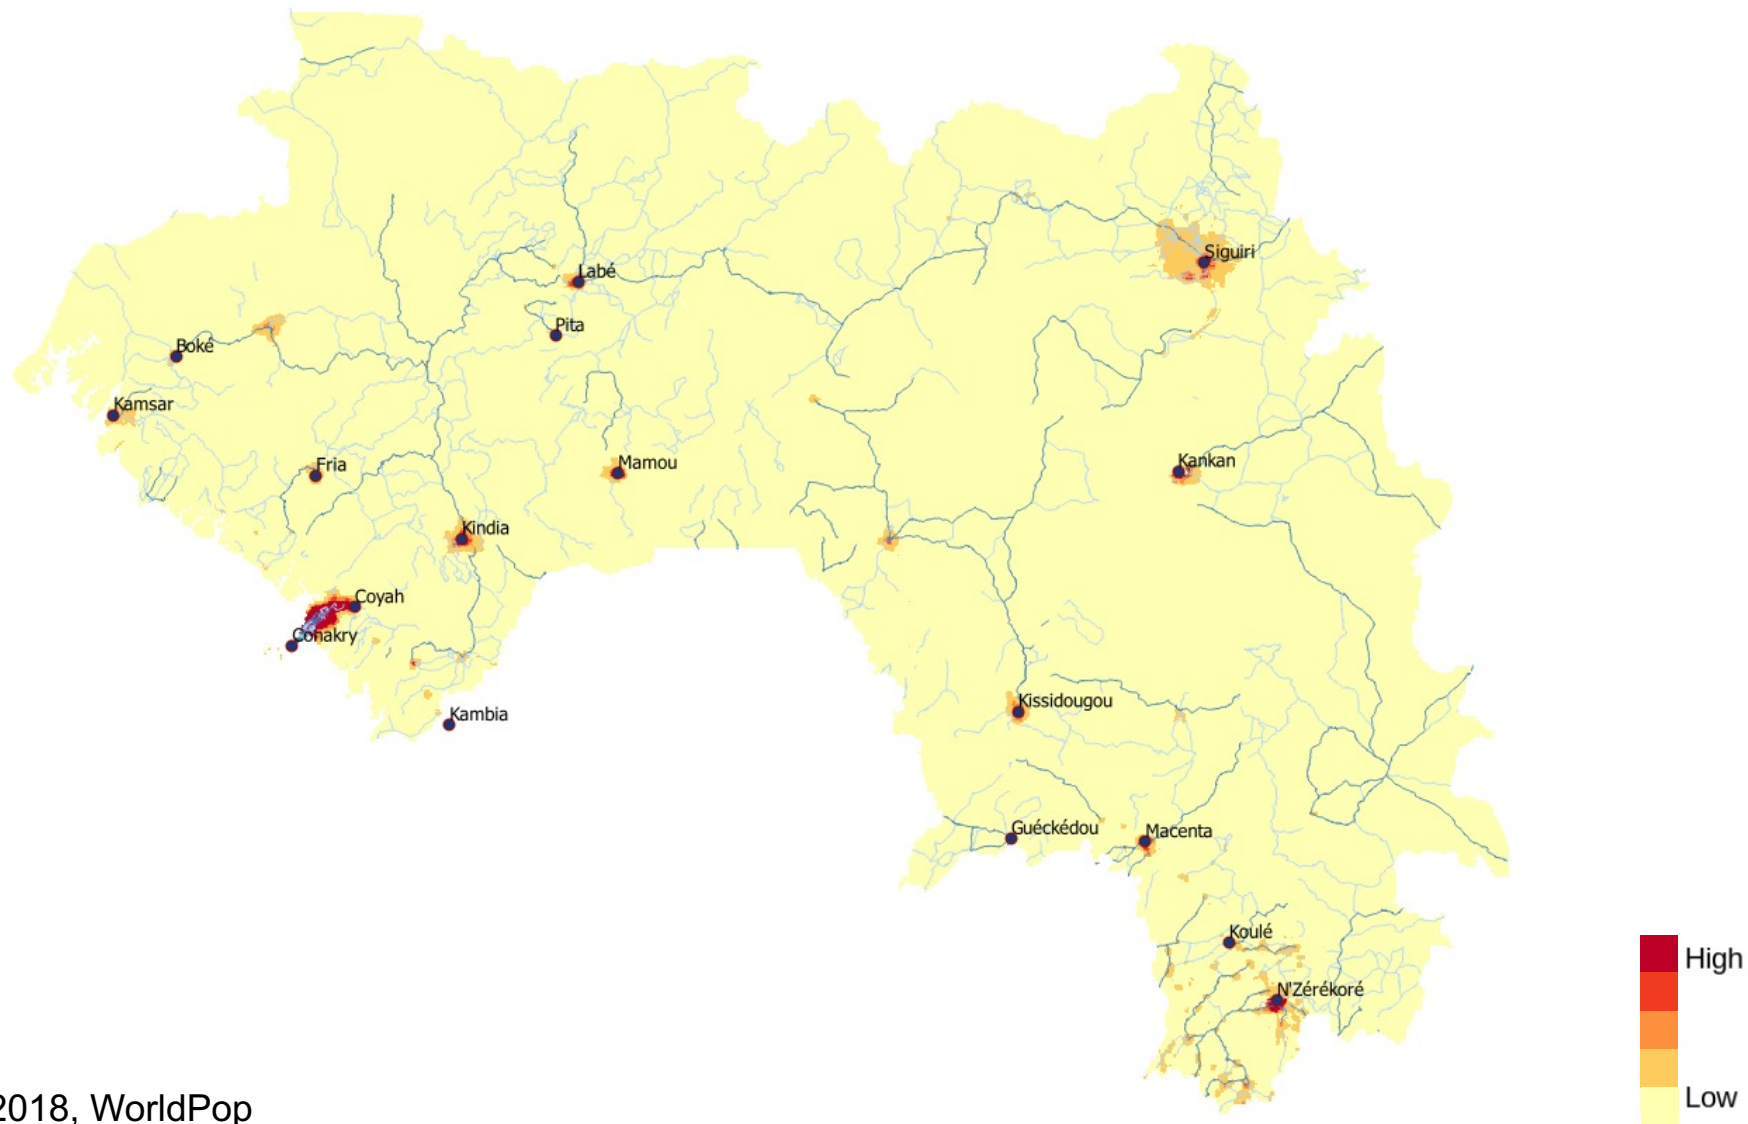 Siguiri
Labé
Pita
Boké
Kamsar
Fria
Mamou
Kankan
Kindia
Coyah
Conakry
Kissidougou
Kambia
Guéckédou
Macenta
Koulé
N'Zérékoré
High
Low
2018, WorldPop